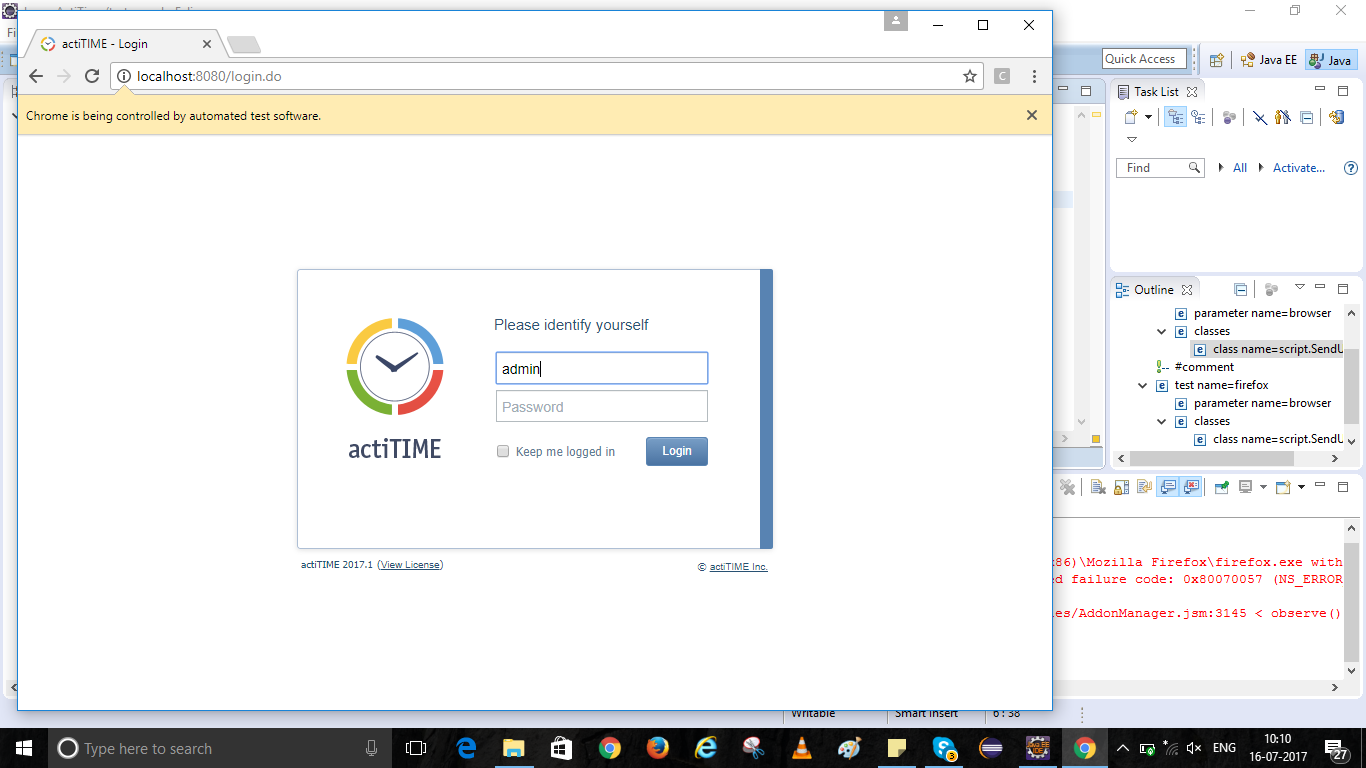 actiTIME - Login
localhost:8080/login.do
C
Chrome is being controlled by automated test software.
Please identify yourself
admin
Password
Keep me logged in
Login
actiTIME
actiTIME 2017.1 (View License)
© actiTIME Inc.
Quick Access
Java EE
Java
Task List
Find
All
Activate...
Outline
parameter name=browser
classes
class name=script.SendU
#comment
test name=firefox
parameter name=browser
classes
class name=script.SendU
86)\Mozilla Firefox\firefox.exe with
d failure code: 0x80070057 (NS_ERROR
es/AddonManager.jsm:3145 < observe()
Writable
Smart Insert
6 : 38
Type here to search
3
ENG
10:10
16-07-2017
27